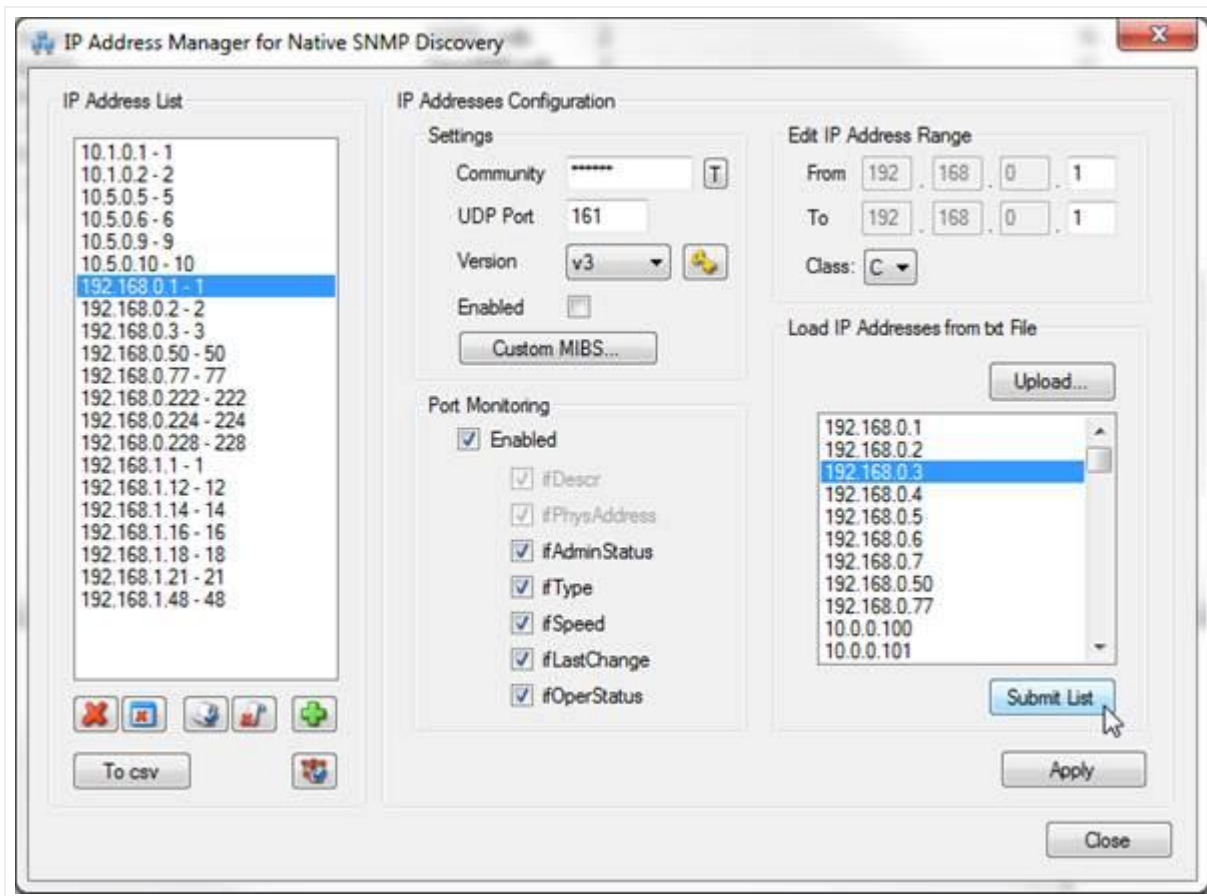 IP Address Manager for Native SNMP Discovery
IP Address List
10.1.0.1 - 1
10.1.0.2 - 2
10.5.0.5 - 5
10.5.0.6 - 6
10.5.0.9 - 9
10.5.0.10 - 10
192.168.0.1 - 1
192.168.0.2 - 2
192.168.0.3 - 3
192.168.0.50 - 50
192.168.0.77 - 77
192.168.0.222 - 222
192.168.0.224 - 224
192.168.0.228 - 228
192.168.1.1 - 1
192.168.1.12 - 12
192.168.1.14 - 14
192.168.1.16 - 16
192.168.1.18 - 18
192.168.1.21 - 21
192.168.1.48 - 48
To csv
IP Addresses Configuration
Settings
Community ****** T
UDP Port 161
Version v3
Enabled
Custom MIBS...
Port Monitoring
Enabled
ifDescr
ifPhysAddress
ifAdminStatus
ifType
ifSpeed
ifLastChange
ifOperStatus
Edit IP Address Range
From 192 . 168 . 0 . 1
To 192 . 168 . 0 . 1
Class: C
Load IP Addresses from txt File
Upload...
192.168.0.1
192.168.0.2
192.168.0.3
192.168.0.4
192.168.0.5
192.168.0.6
192.168.0.7
192.168.0.50
192.168.0.77
10.0.0.100
10.0.0.101
Submit List
Apply
Close